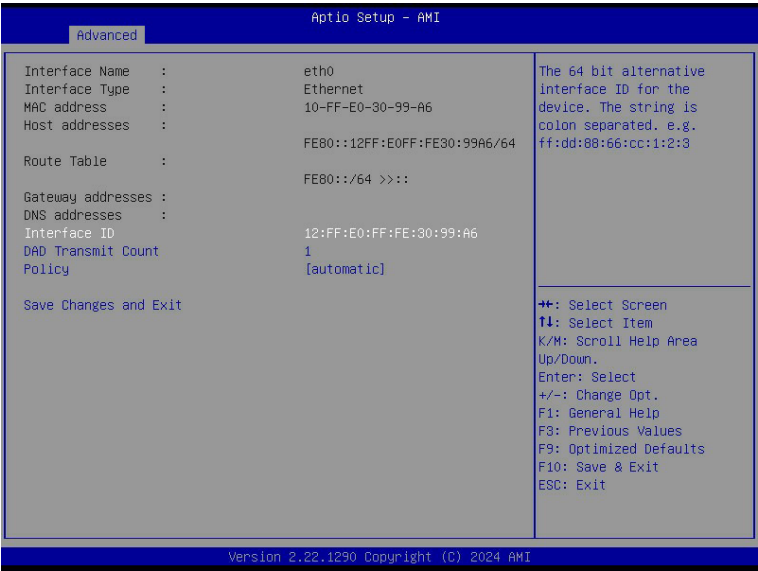 Aptio Setup – AMI
Advanced
Interface Name : eth0
Interface Type : Ethernet
MAC address : 10-FF-E0-30-99-A6
Host addresses :
FE80::12FF:E0FF:FE30:99A6/64
Route Table :
FE80::/64 >>::
Gateway addresses :
DNS addresses :
Interface ID 12:FF:E0:FF:FE:30:99:A6
DAD Transmit Count 1
Policy [automatic]
Save Changes and Exit
The 64 bit alternative
interface ID for the
device. The string is
colon separated. e.g.
ff:dd:88:66:cc:1:2:3
→←: Select Screen
↑↓: Select Item
K/M: Scroll Help Area
Up/Down.
Enter: Select
+/-: Change Opt.
F1: General Help
F3: Previous Values
F9: Optimized Defaults
F10: Save & Exit
ESC: Exit
Version 2.22.1290 Copyright (C) 2024 AMI